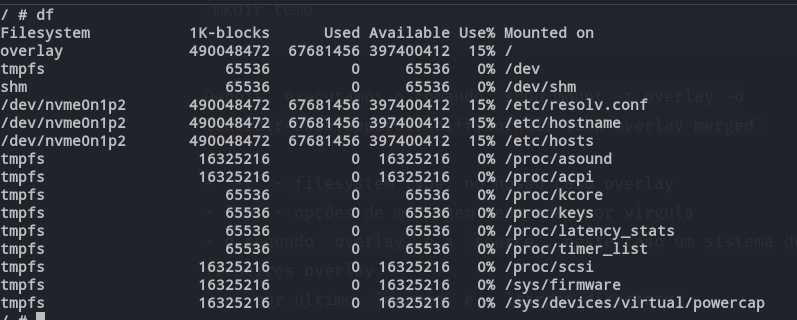 mkdir temp
/ # df
Filesystem 1K-blocks Used Available Use% Mounted on
overlay 490048472 67681456 397400412 15% /
tmpfs 65536 0 65536 0% /dev
shm 65536 0 65536 0% /dev/shm
/dev/nvme0n1p2 490048472 67681456 397400412 15% /etc/resolv.conf
/dev/nvme0n1p2 490048472 67681456 397400412 15% /etc/hostname
/dev/nvme0n1p2 490048472 67681456 397400412 15% /etc/hosts
tmpfs 16325216 0 16325216 0% /proc/asound
tmpfs 16325216 0 16325216 0% /proc/acpi
tmpfs 65536 0 65536 0% /proc/kcore
tmpfs 65536 0 65536 0% /proc/keys
tmpfs 65536 0 65536 0% /proc/latency_stats
tmpfs 65536 0 65536 0% /proc/timer_list
tmpfs 16325216 0 16325216 0% /proc/scsi
tmpfs 16325216 0 16325216 0% /sys/firmware
tmpfs 16325216 0 16325216 0% /sys/devices/virtual/powercap
/ #